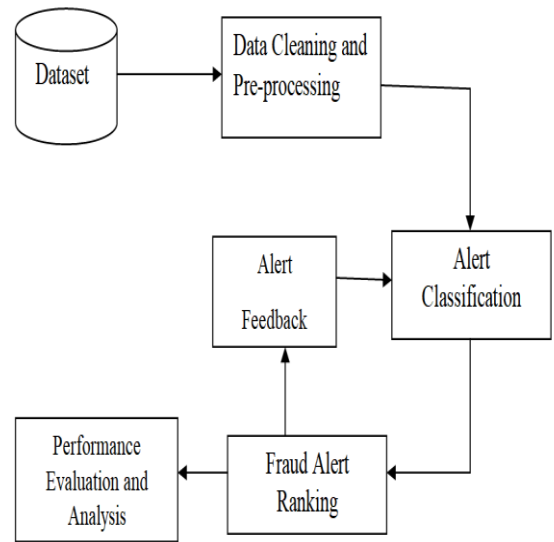 Dataset
Data Cleaning and
Pre-processing
Alert
Feedback
Alert
Classification
Performance
Evaluation and
Analysis
Fraud Alert
Ranking